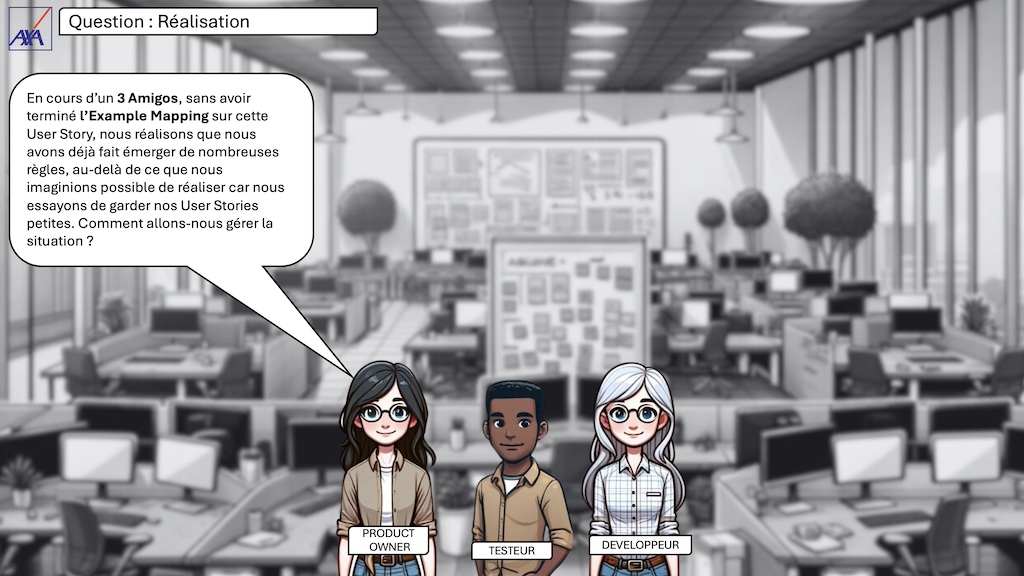 AXA
Question : Réalisation
En cours d’un 3 Amigos, sans avoir
terminé l’Example Mapping sur cette
User Story, nous réalisons que nous
avons déjà fait émerger de nombreuses
règles, au-delà de ce que nous
imaginions possible de réaliser car nous
essayons de garder nos User Stories
petites. Comment allons-nous gérer la
situation ?
PRODUCT
OWNER
TESTEUR
DEVELOPPEUR